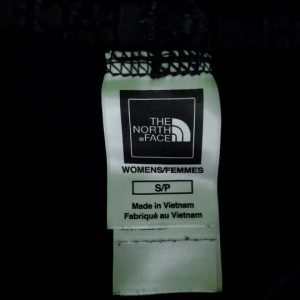 THE
NORTH
FACE
WOMENS/FEMMES
S/P
Made in Vietnam
Fabriqué au Vietnam